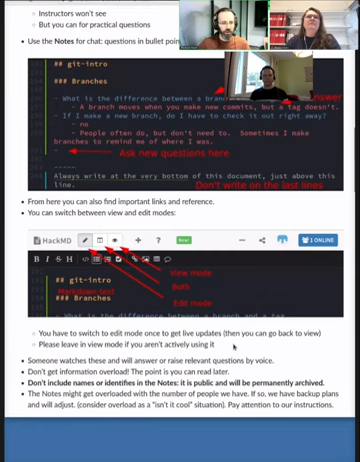 Instructors won't see
But you can for practical questions
Use the Notes for chat: questions in bullet poin
## git-intro
### Branches
- What is the difference between a bran
- A branch moves when you make new commits, but a tag doesn't.
- If I make a new branch, do I have to check it out right away?
- no
- People often do, but don't need to. Sometimes I make
branches to remind me of where I was.
Ask new questions here
-----
Always write at the very bottom of this document, just above this
line.
Don't write on the last lines
From here you can also find important links and reference.
You can switch between view and edit modes:
HackMD
New!
1 ONLINE
B I S H
View mode
## git-intro
Both
Markdown text
### Branches
Edit mode
- What is the difference between a branch and a
You have to switch to edit mode once to get live updates (then you can go back to view)
Please leave in view mode if you aren't actively using it
Someone watches these and will answer or raise relevant questions by voice.
Don't get information overload! The point is you can read later.
Don't include names or identifies in the Notes: it is public and will be permanently archived.
The Notes might get overloaded with the number of people we have. If so, we have backup plans
and will adjust. (consider overload as a "isn't it cool" situation). Pay attention to our instructions.